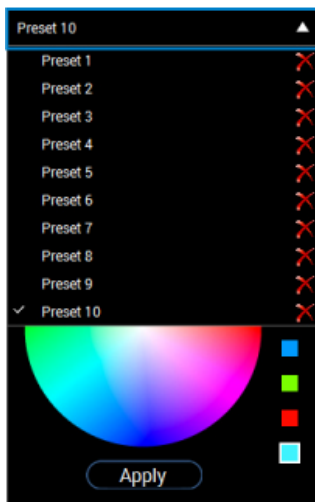 Preset 10
Preset 1
Preset 2
Preset 3
Preset 4
Preset 5
Preset 6
Preset 7
Preset 8
Preset 9
Preset 10
Apply